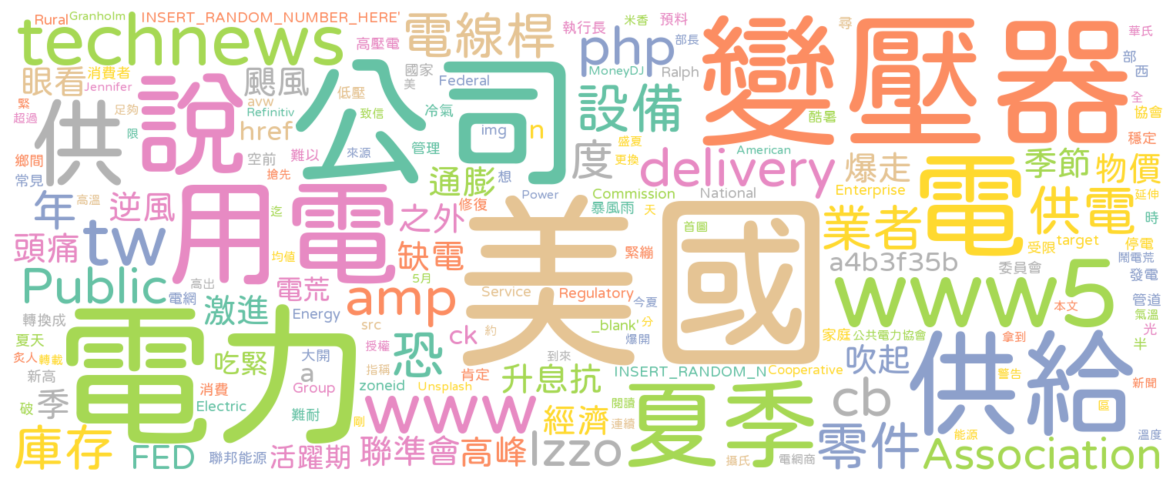 Rural
Granholm
INSERT_RANDOM_NUMBER_HERE'
technews
高壓電
電線桿
執行長
米香
預料
php
部長
MoneyDJ
Ralph
變壓器
尋
華氏
部
西
眼看
消費者
Jennifer
颶風
國家
美
Federal
公司
設備
緊
超過
供
說
足夠
限
avw
Refinitiv
href
低壓
致信
冷氣
img
n
酷暑
全
協會
穩定
鄉間
常見
空前
搶先
難以
來源
管理
度
盛夏
更換
想
American
delivery
爆走
季節
物價
高溫
年
逆風
用電
之外
通膨
修復
Power
Commission
National
暴風雨
天
Enterprise
電
供電
延伸
時
頭痛
tw
迄
均值
缺電
美國
首圖
緊繃
業者
受限
target
停電
鬧電荒
發電
Public
電網
高出
電荒
5月
amp
Service
Regulatory
今夏
a4b3f35b
委員會
管道
氣溫
轉換成
激進
Energy
src
約
_blank'
分
www5
本文
光
夏天
炙人
轉載
電力
恐
ck
到來
爆開
家庭
公共電力協會
拿到
半
新高
吃緊
大開
授權
指稱
a
zoneid
Unsplash
肯定
升息抗
INSERT_RANDOM_N
Cooperative
吹起
供給
警告
新聞
破
季
消費
Electric
難耐
Group
剛
www
經濟
閱讀
連續
夏季
cb
區
庫存
FED
聯邦能源
活躍期
聯準會
高峰
lzzo
攝氏
電網商
零件
能源
Association
溫度